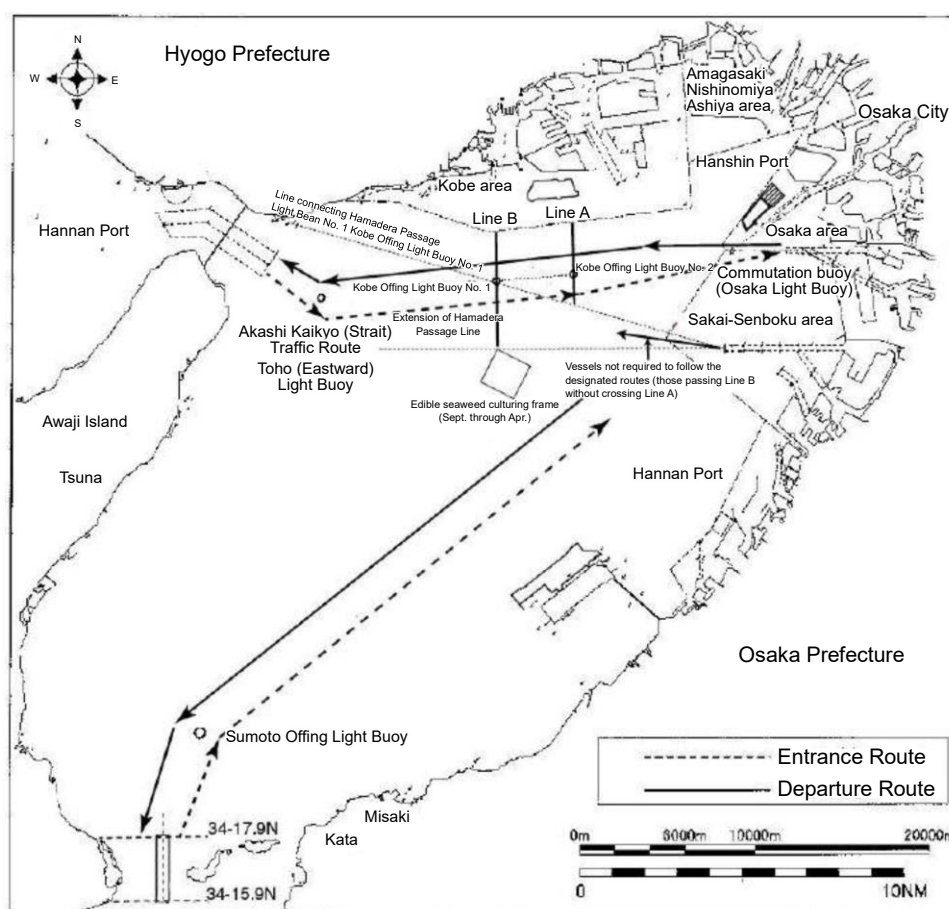 N
W
E
S
Hyogo Prefecture
Amagasaki
Nishinomiya
Ashiya area
Osaka City
Hanshin Port
Kobe area
Line connecting Hamadera Passage
Light Bean No. 1 Kobe Offing Light Buoy No. 1
Line B
Line A
Hannan Port
Osaka area
Kobe Offing Light Buoy No. 2
Commutation buoy
(Osaka Light Buoy)
Kobe Offing Light Buoy No. 1
Extension of Hamadera
Passage Line
Sakai-Senboku area
Akashi Kaikyo (Strait)
Traffic Route
Toho (Eastward)
Light Buoy
Vessels not required to follow the
designated routes (those passing Line B
without crossing Line A)
Edible seaweed culturing frame
(Sept. through Apr.)
Awaji Island
Tsuna
Hannan Port
Osaka Prefecture
Sumoto Offing Light Buoy
Entrance Route
Departure Route
Misaki
Kata
34-17.9N
34-15.9N
0m
6000m
10000m
20000m
0
10NM